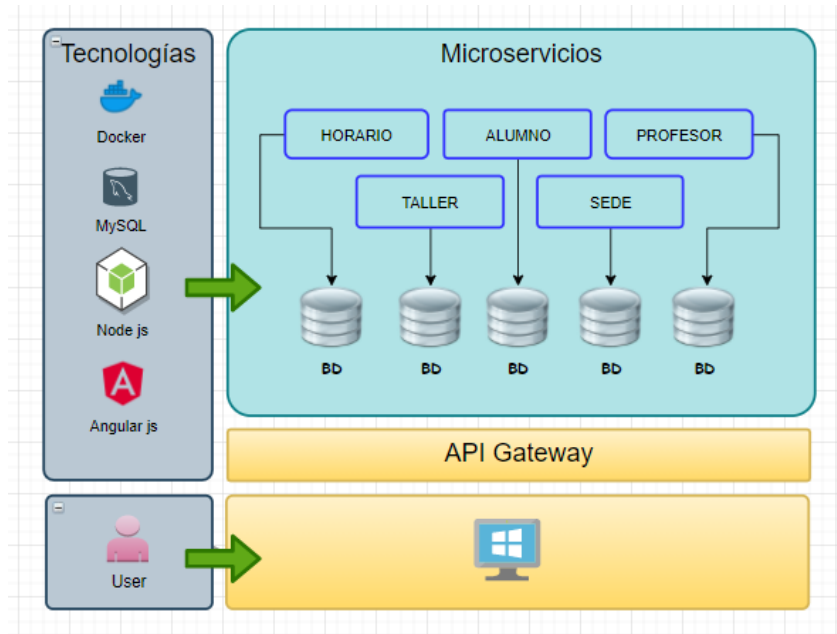 Tecnologías
Docker
MySQL
Node js
Angular js
Microservicios
HORARIO
ALUMNO
PROFESOR
TALLER
SEDE
BD
BD
BD
BD
BD
API Gateway
User